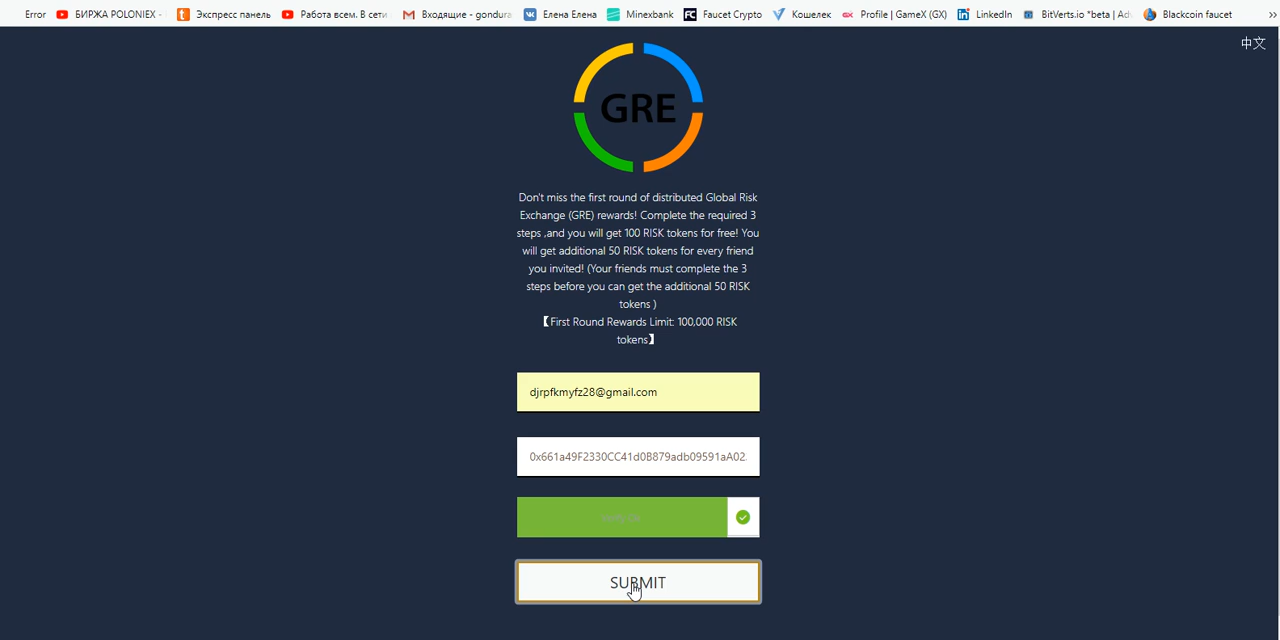 Error
БИРЖА POLONIEX -
Экспресс панель
Работа всем. В сети
Входящие - gondura
Елена Елена
Minexbank
FC
Faucet Crypto
Кошелек
Profile | GameX (GX)
LinkedIn
BitVerts.io *beta | Adv
Blackcoin faucet
»
中文
GRE
Don't miss the first round of distributed Global Risk
Exchange (GRE) rewards! Complete the required 3
steps ,and you will get 100 RISK tokens for free! You
will get additional 50 RISK tokens for every friend
you invited! (Your friends must complete the 3
steps before you can get the additional 50 RISK
tokens )
【First Round Rewards Limit: 100,000 RISK
tokens】
djrpfkmyfz28@gmail.com
0x661a49F2330CC41d0B879adb09591aA02
SUBMIT